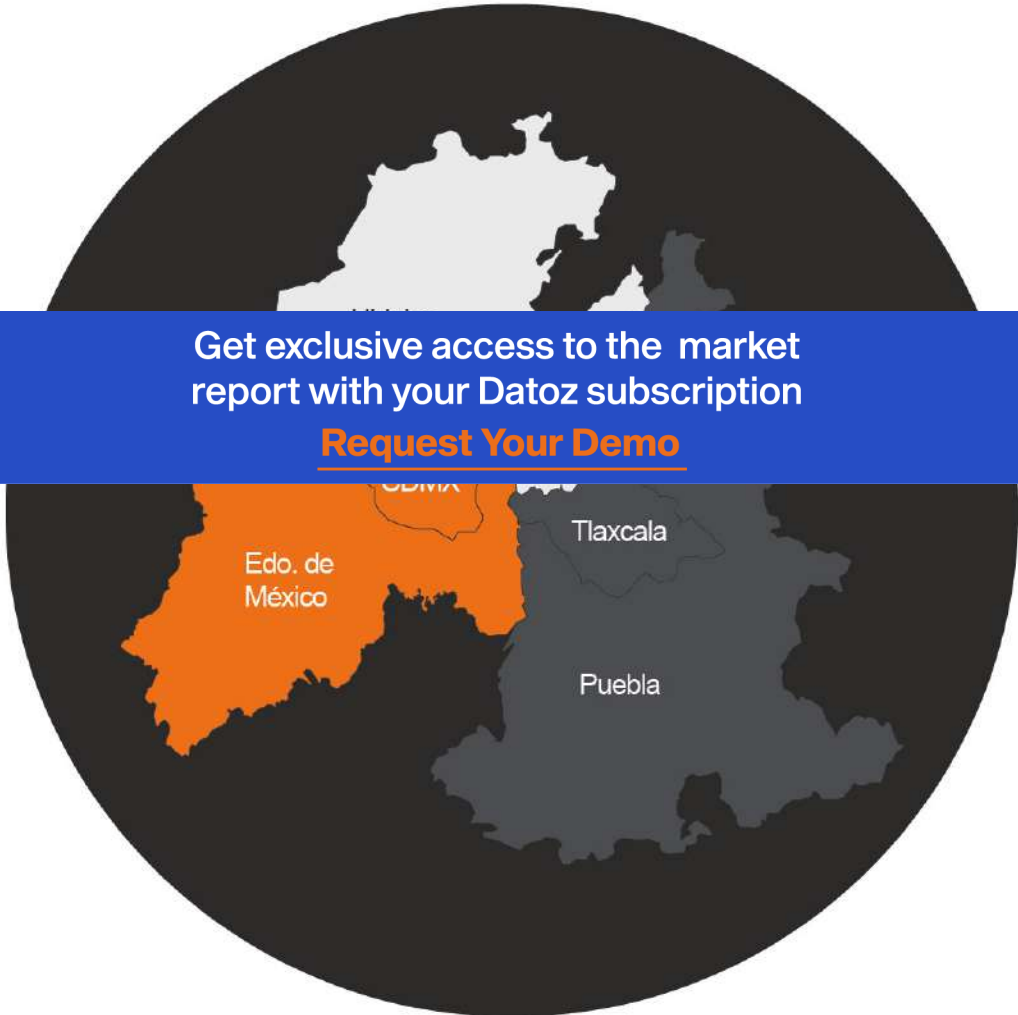 Get exclusive access to the market
report with your Datoz subscription
Request Your Demo
CDMX
Tlaxcala
Edo. de
México
Puebla